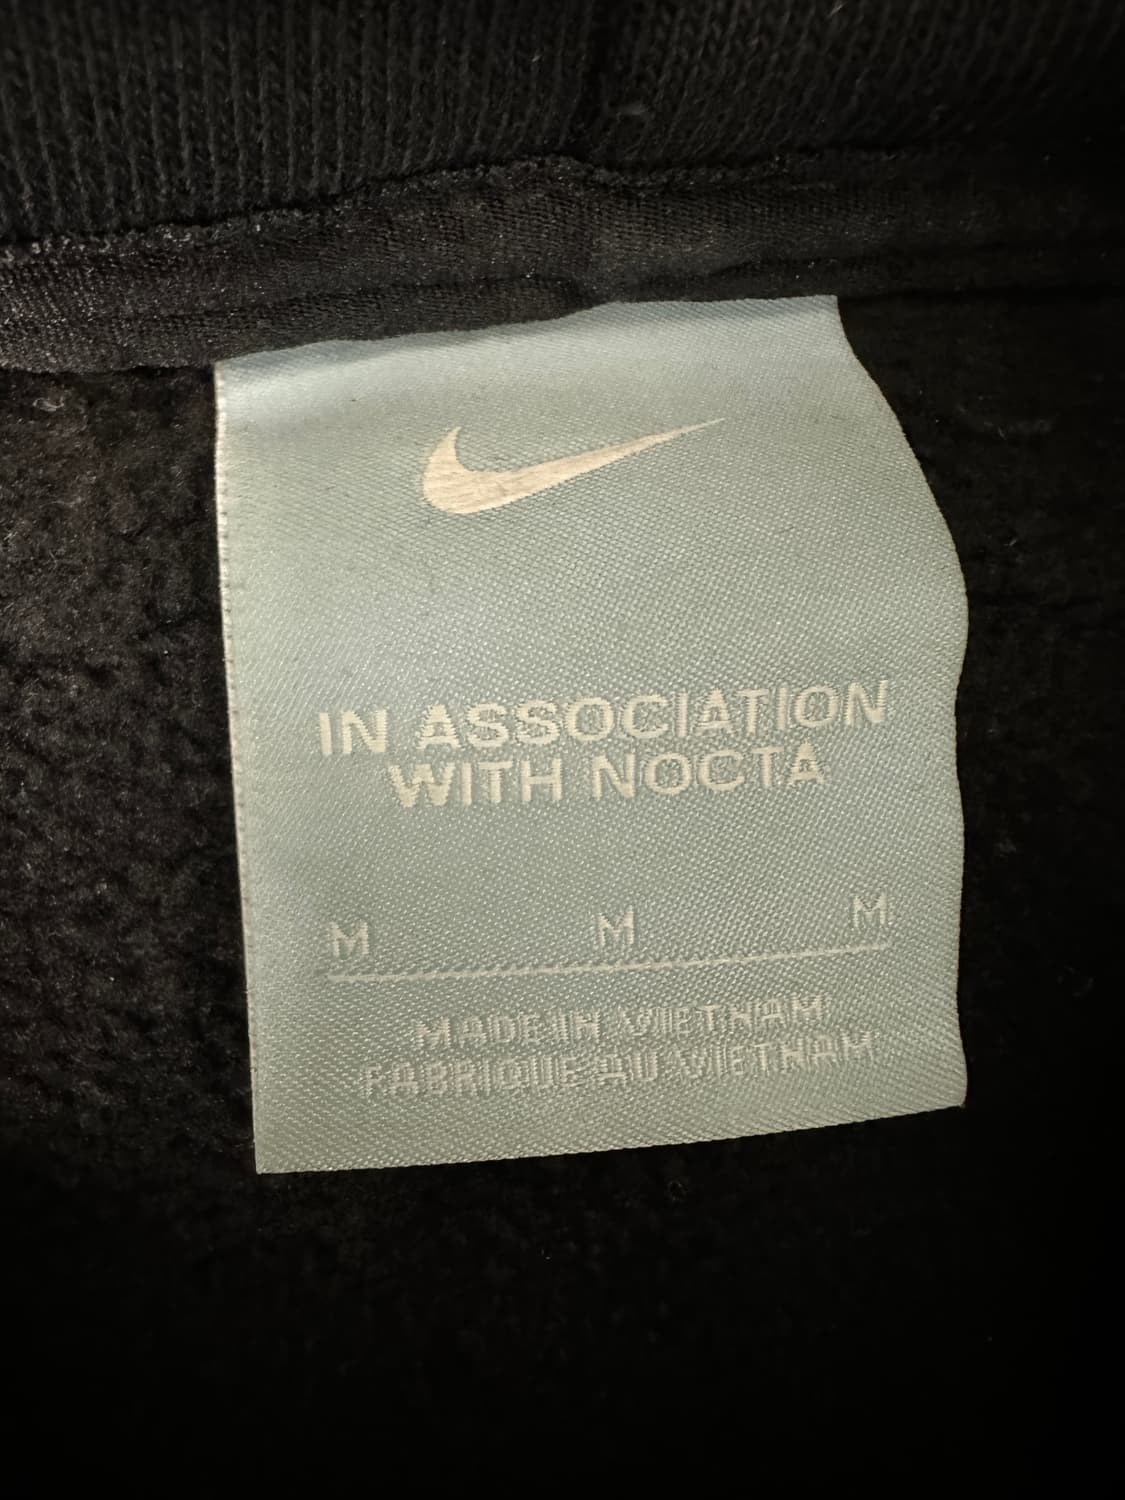 IN ASSOCIATION
WITH NOCTA
M M M
MADE IN VIETNAM
FABRIQUE AU VIETNAM